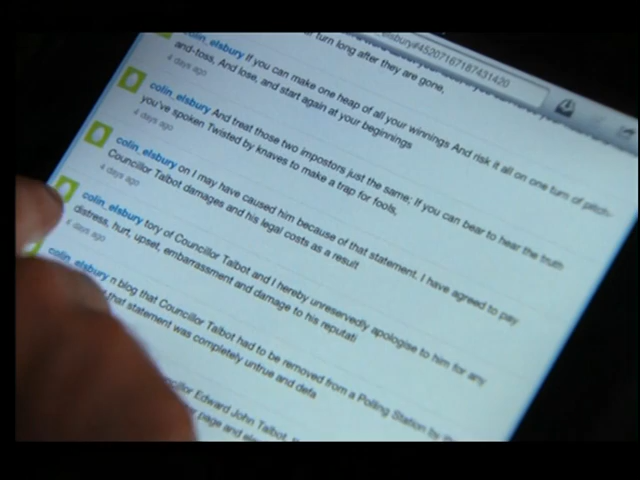 elsbury#45207167187431420
r turn long after they are gone,
colin_elsbury If you can make one heap of all your winnings And risk it all on one turn of pitch-
and-toss, And lose, and start again at your beginnings
4 days ago
colin_elsbury And treat those two impostors just the same; If you can bear to hear the truth
you've spoken Twisted by knaves to make a trap for fools,
4 days ago
colin_elsbury on I may have caused him because of that statement. I have agreed to pay
Councillor Talbot damages and his legal costs as a result
4 days ago
colin_elsbury tory of Councillor Talbot and I hereby unreservedly apologise to him for any
distress, hurt, upset, embarrassment and damage to his reputati
4 days ago
colin_elsbury n blog that Councillor Talbot had to be removed from a Polling Station by the
that statement was completely untrue and defa
cillor Edward John Talbot,
page and